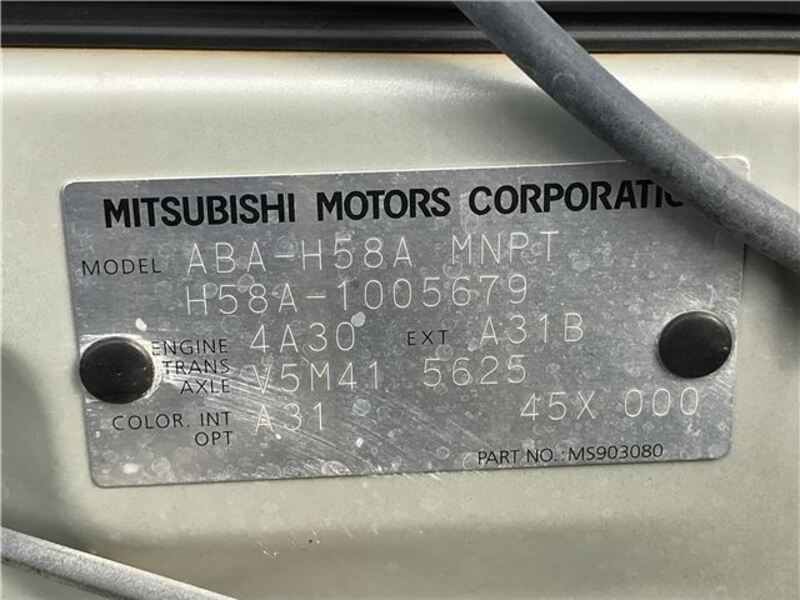 MITSUBISHI MOTORS CORPORATIO
MODEL ABA-H58A MNPT
H58A-1005679
ENGINE 4A30 EXT A31B
TRANS AXLE V5M41 5625
COLOR. INT A31 45X 000
OPT
PART NO.:MS903080